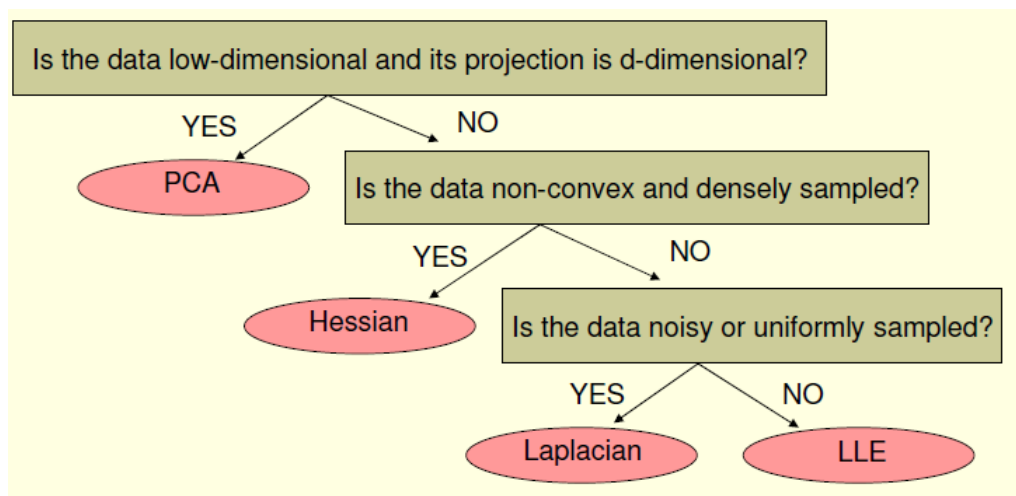 Is the data low-dimensional and its projection is d-dimensional?
YES
NO
PCA
Is the data non-convex and densely sampled?
YES
NO
Hessian
Is the data noisy or uniformly sampled?
YES
NO
Laplacian
LLE